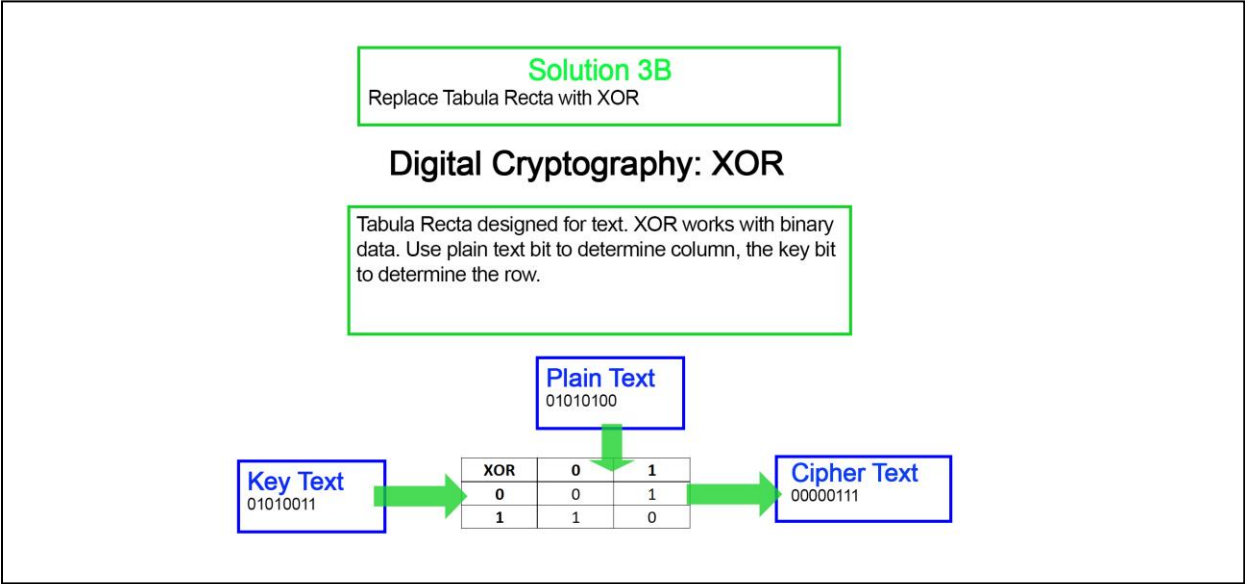 Solution 3B
Replace Tabula Recta with XOR
Digital Cryptography: XOR
Tabula Recta designed for text. XOR works with binary
data. Use plain text bit to determine column, the key bit
to determine the row.
Plain Text
01010100
Key Text
01010011
XOR 0 1
0 0 1
1 1 0
Cipher Text
00000111